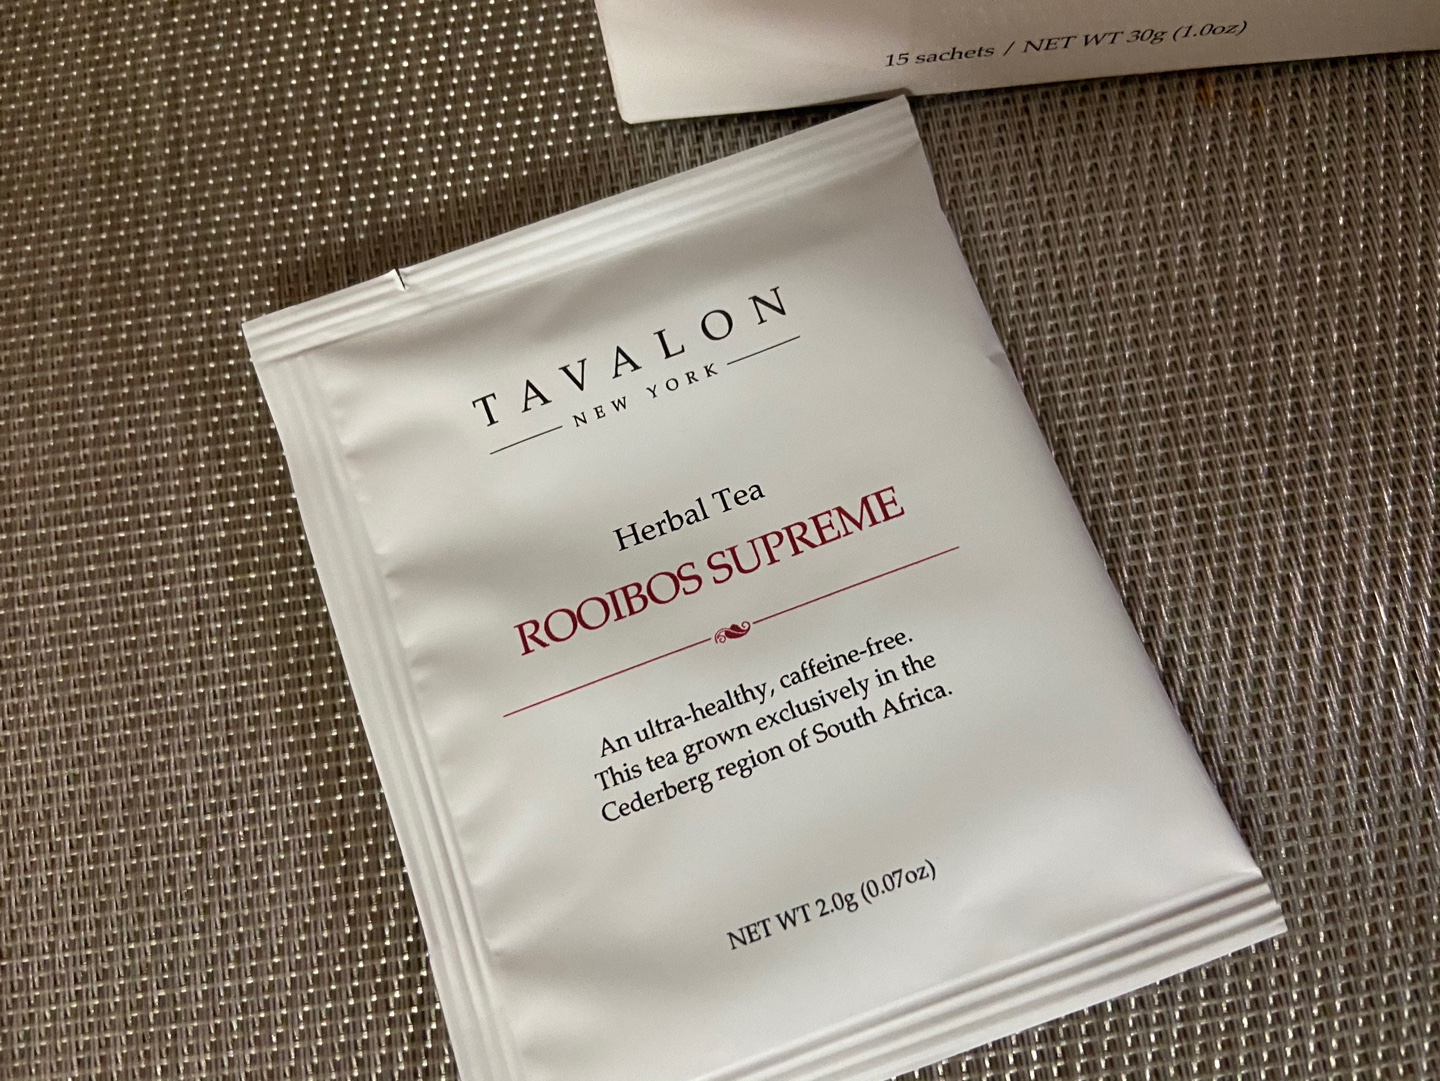 15 sachets / NET WT 30g (1.0oz)
TAVALON
NEW YORK
Herbal Tea
ROOIBOS SUPREME
An ultra-healthy, caffeine-free.
This tea grown exclusively in the
Cederberg region of South Africa.
NET WT 2.0g (0.07oz)